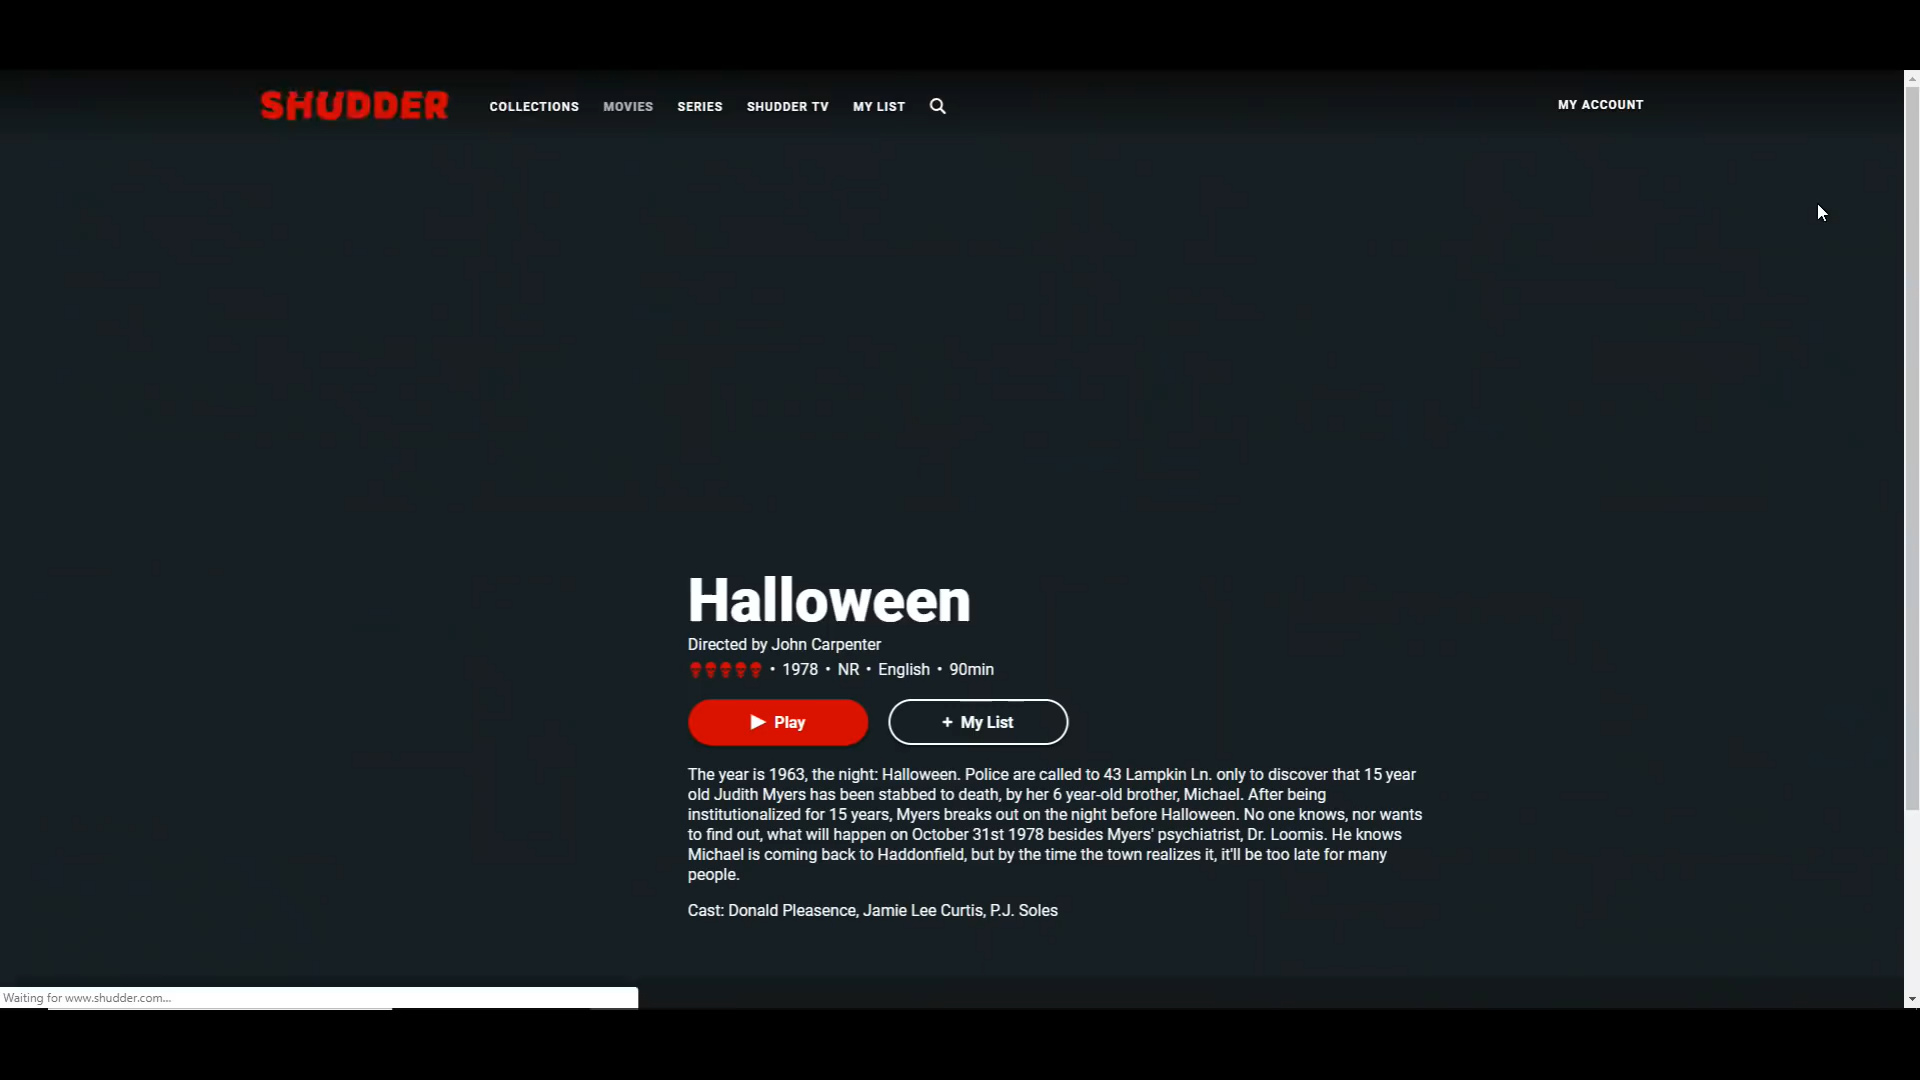 SHUDDER COLLECTIONS MOVIES SERIES SHUDDER TV MY LIST MY ACCOUNT
Halloween
Directed by John Carpenter
• 1978 • NR • English • 90min
Play + My List
The year is 1963, the night: Halloween. Police are called to 43 Lampkin Ln. only to discover that 15 year
old Judith Myers has been stabbed to death, by her 6 year-old brother, Michael. After being
institutionalized for 15 years, Myers breaks out on the night before Halloween. No one knows, nor wants
to find out, what will happen on October 31st 1978 besides Myers' psychiatrist, Dr. Loomis. He knows
Michael is coming back to Haddonfield, but by the time the town realizes it, it'll be too late for many
people.
Cast: Donald Pleasence, Jamie Lee Curtis, P.J. Soles
Waiting for www.shudder.com...